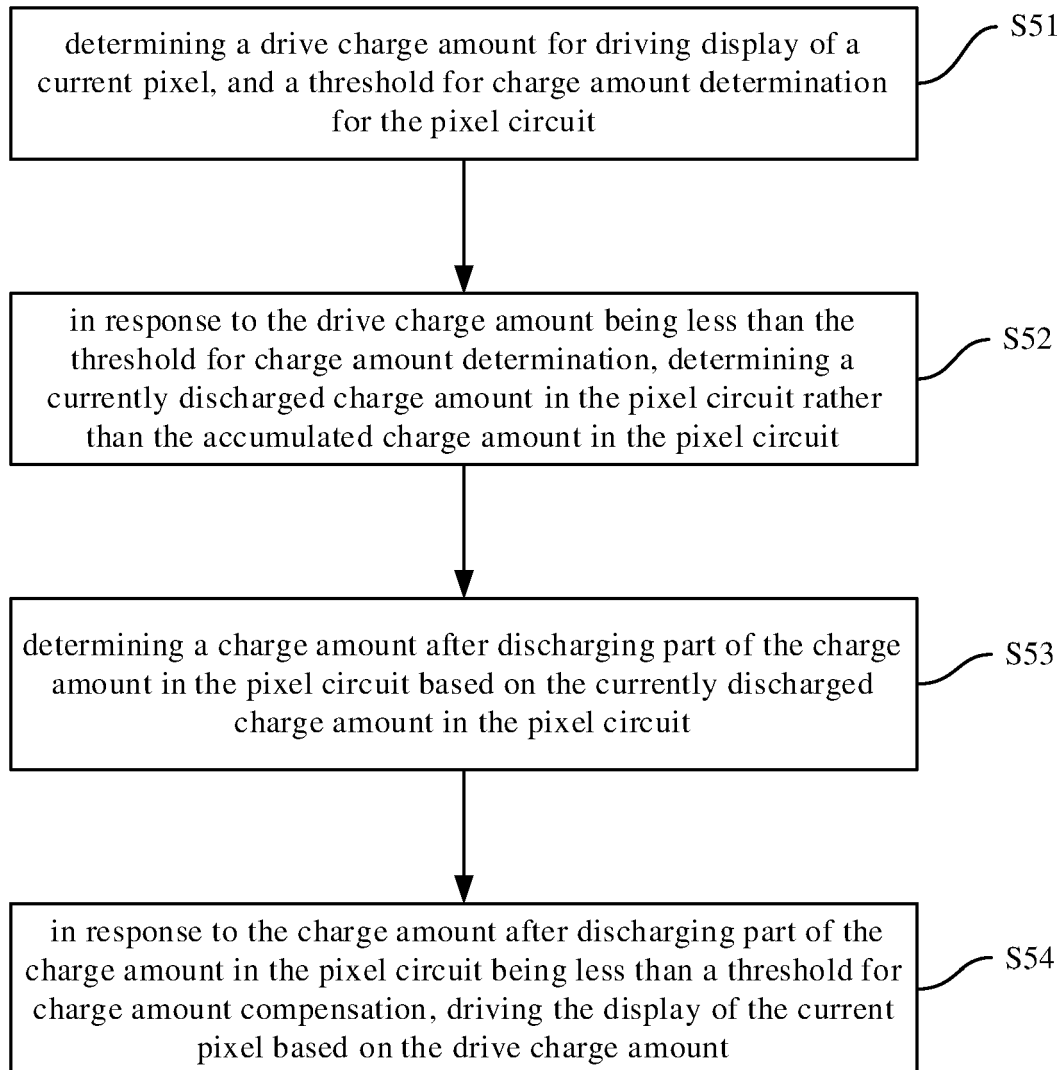 determining a drive charge amount for driving display of a
current pixel, and a threshold for charge amount determination
for the pixel circuit
S51
in response to the drive charge amount being less than the
threshold for charge amount determination, determining a
currently discharged charge amount in the pixel circuit rather
than the accumulated charge amount in the pixel circuit
S52
determining a charge amount after discharging part of the charge
amount in the pixel circuit based on the currently discharged
charge amount in the pixel circuit
S53
in response to the charge amount after discharging part of the
charge amount in the pixel circuit being less than a threshold for
charge amount compensation, driving the display of the current
pixel based on the drive charge amount
S54